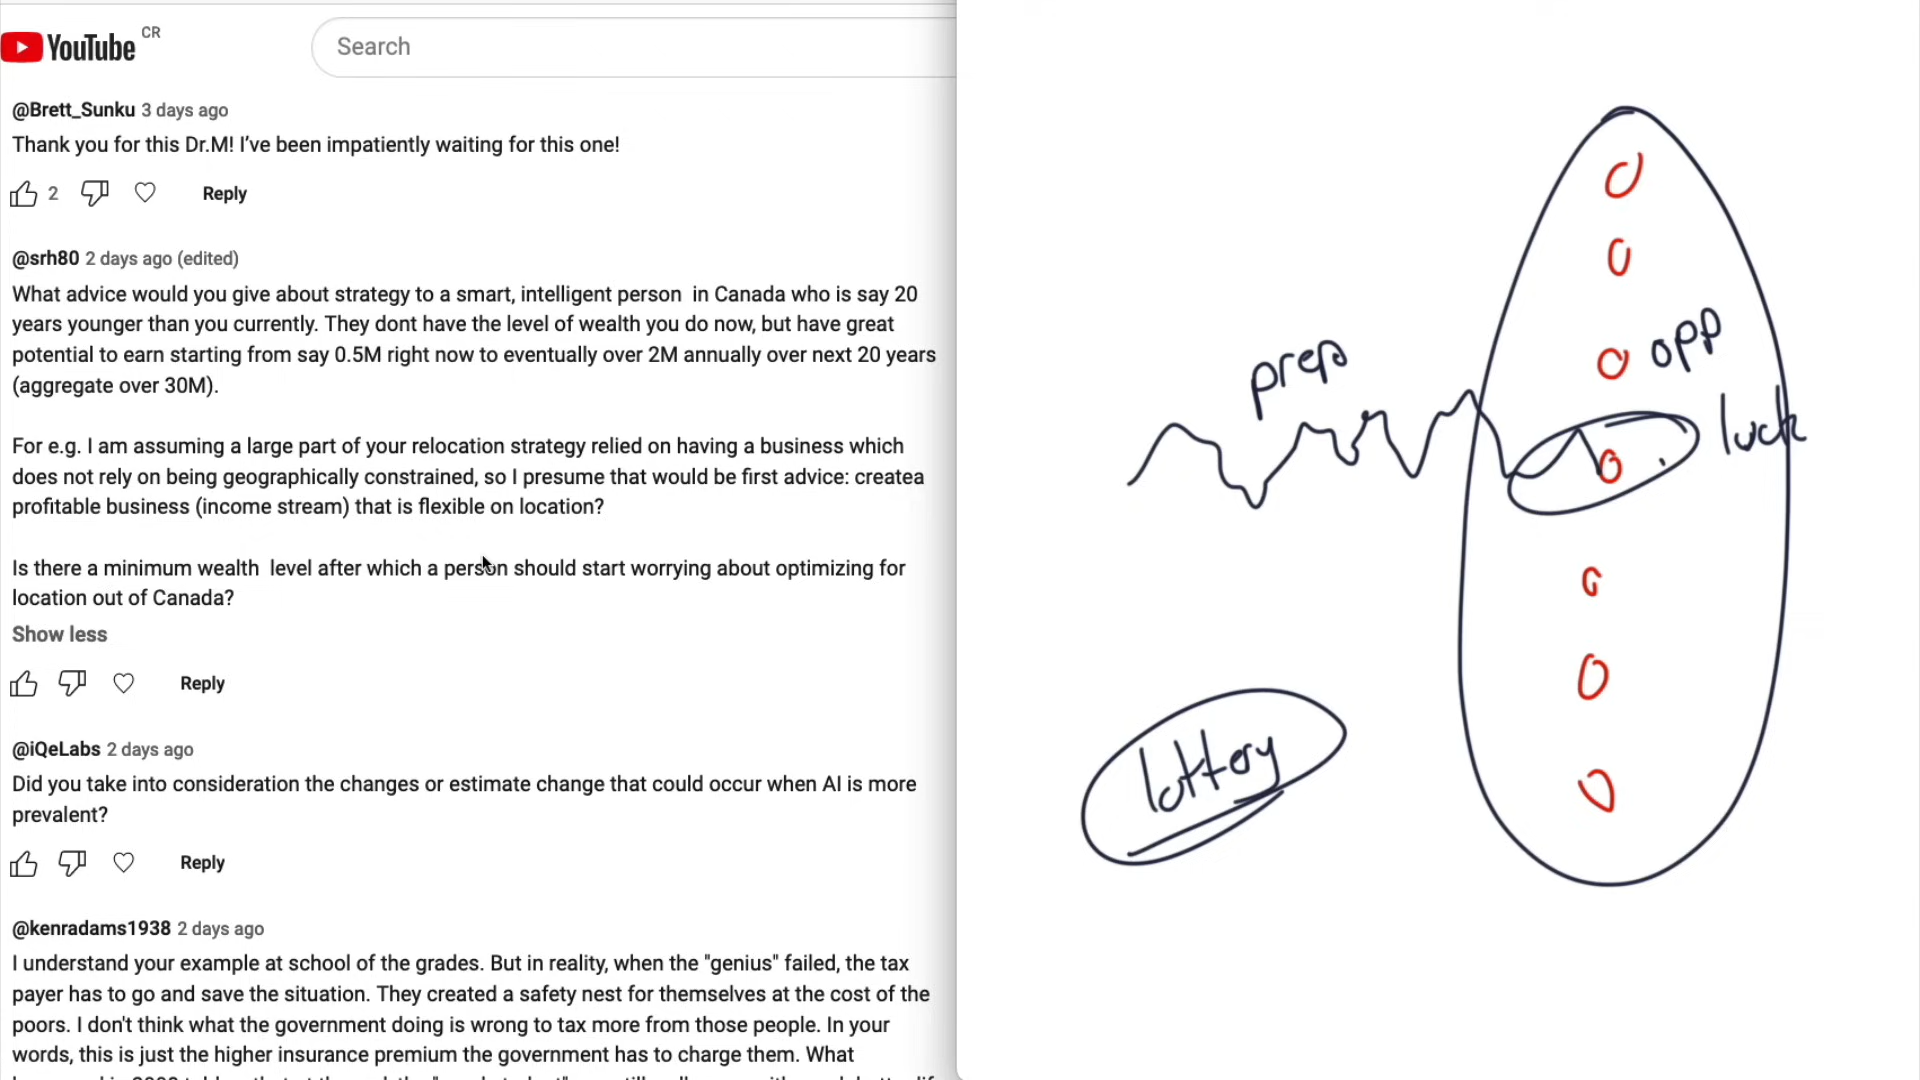 YouTube CR
Search
@Brett_Sunku 3 days ago
Thank you for this Dr.M! I've been impatiently waiting for this one!
2 Reply
@srh80 2 days ago (edited)
What advice would you give about strategy to a smart, intelligent person in Canada who is say 20
years younger than you currently. They dont have the level of wealth you do now, but have great
potential to earn starting from say 0.5M right now to eventually over 2M annually over next 20 years
(aggregate over 30M).
For e.g. I am assuming a large part of your relocation strategy relied on having a business which
does not rely on being geographically constrained, so I presume that would be first advice: createa
profitable business (income stream) that is flexible on location?
Is there a minimum wealth level after which a person should start worrying about optimizing for
location out of Canada?
Show less
Reply
@iQeLabs 2 days ago
Did you take into consideration the changes or estimate change that could occur when AI is more
prevalent?
Reply
@kenradams1938 2 days ago
I understand your example at school of the grades. But in reality, when the "genius" failed, the tax
payer has to go and save the situation. They created a safety nest for themselves at the cost of the
poors. I don't think what the government doing is wrong to tax more from those people. In your
words, this is just the higher insurance premium the government has to charge them. What
prep
opp
luck
lottery